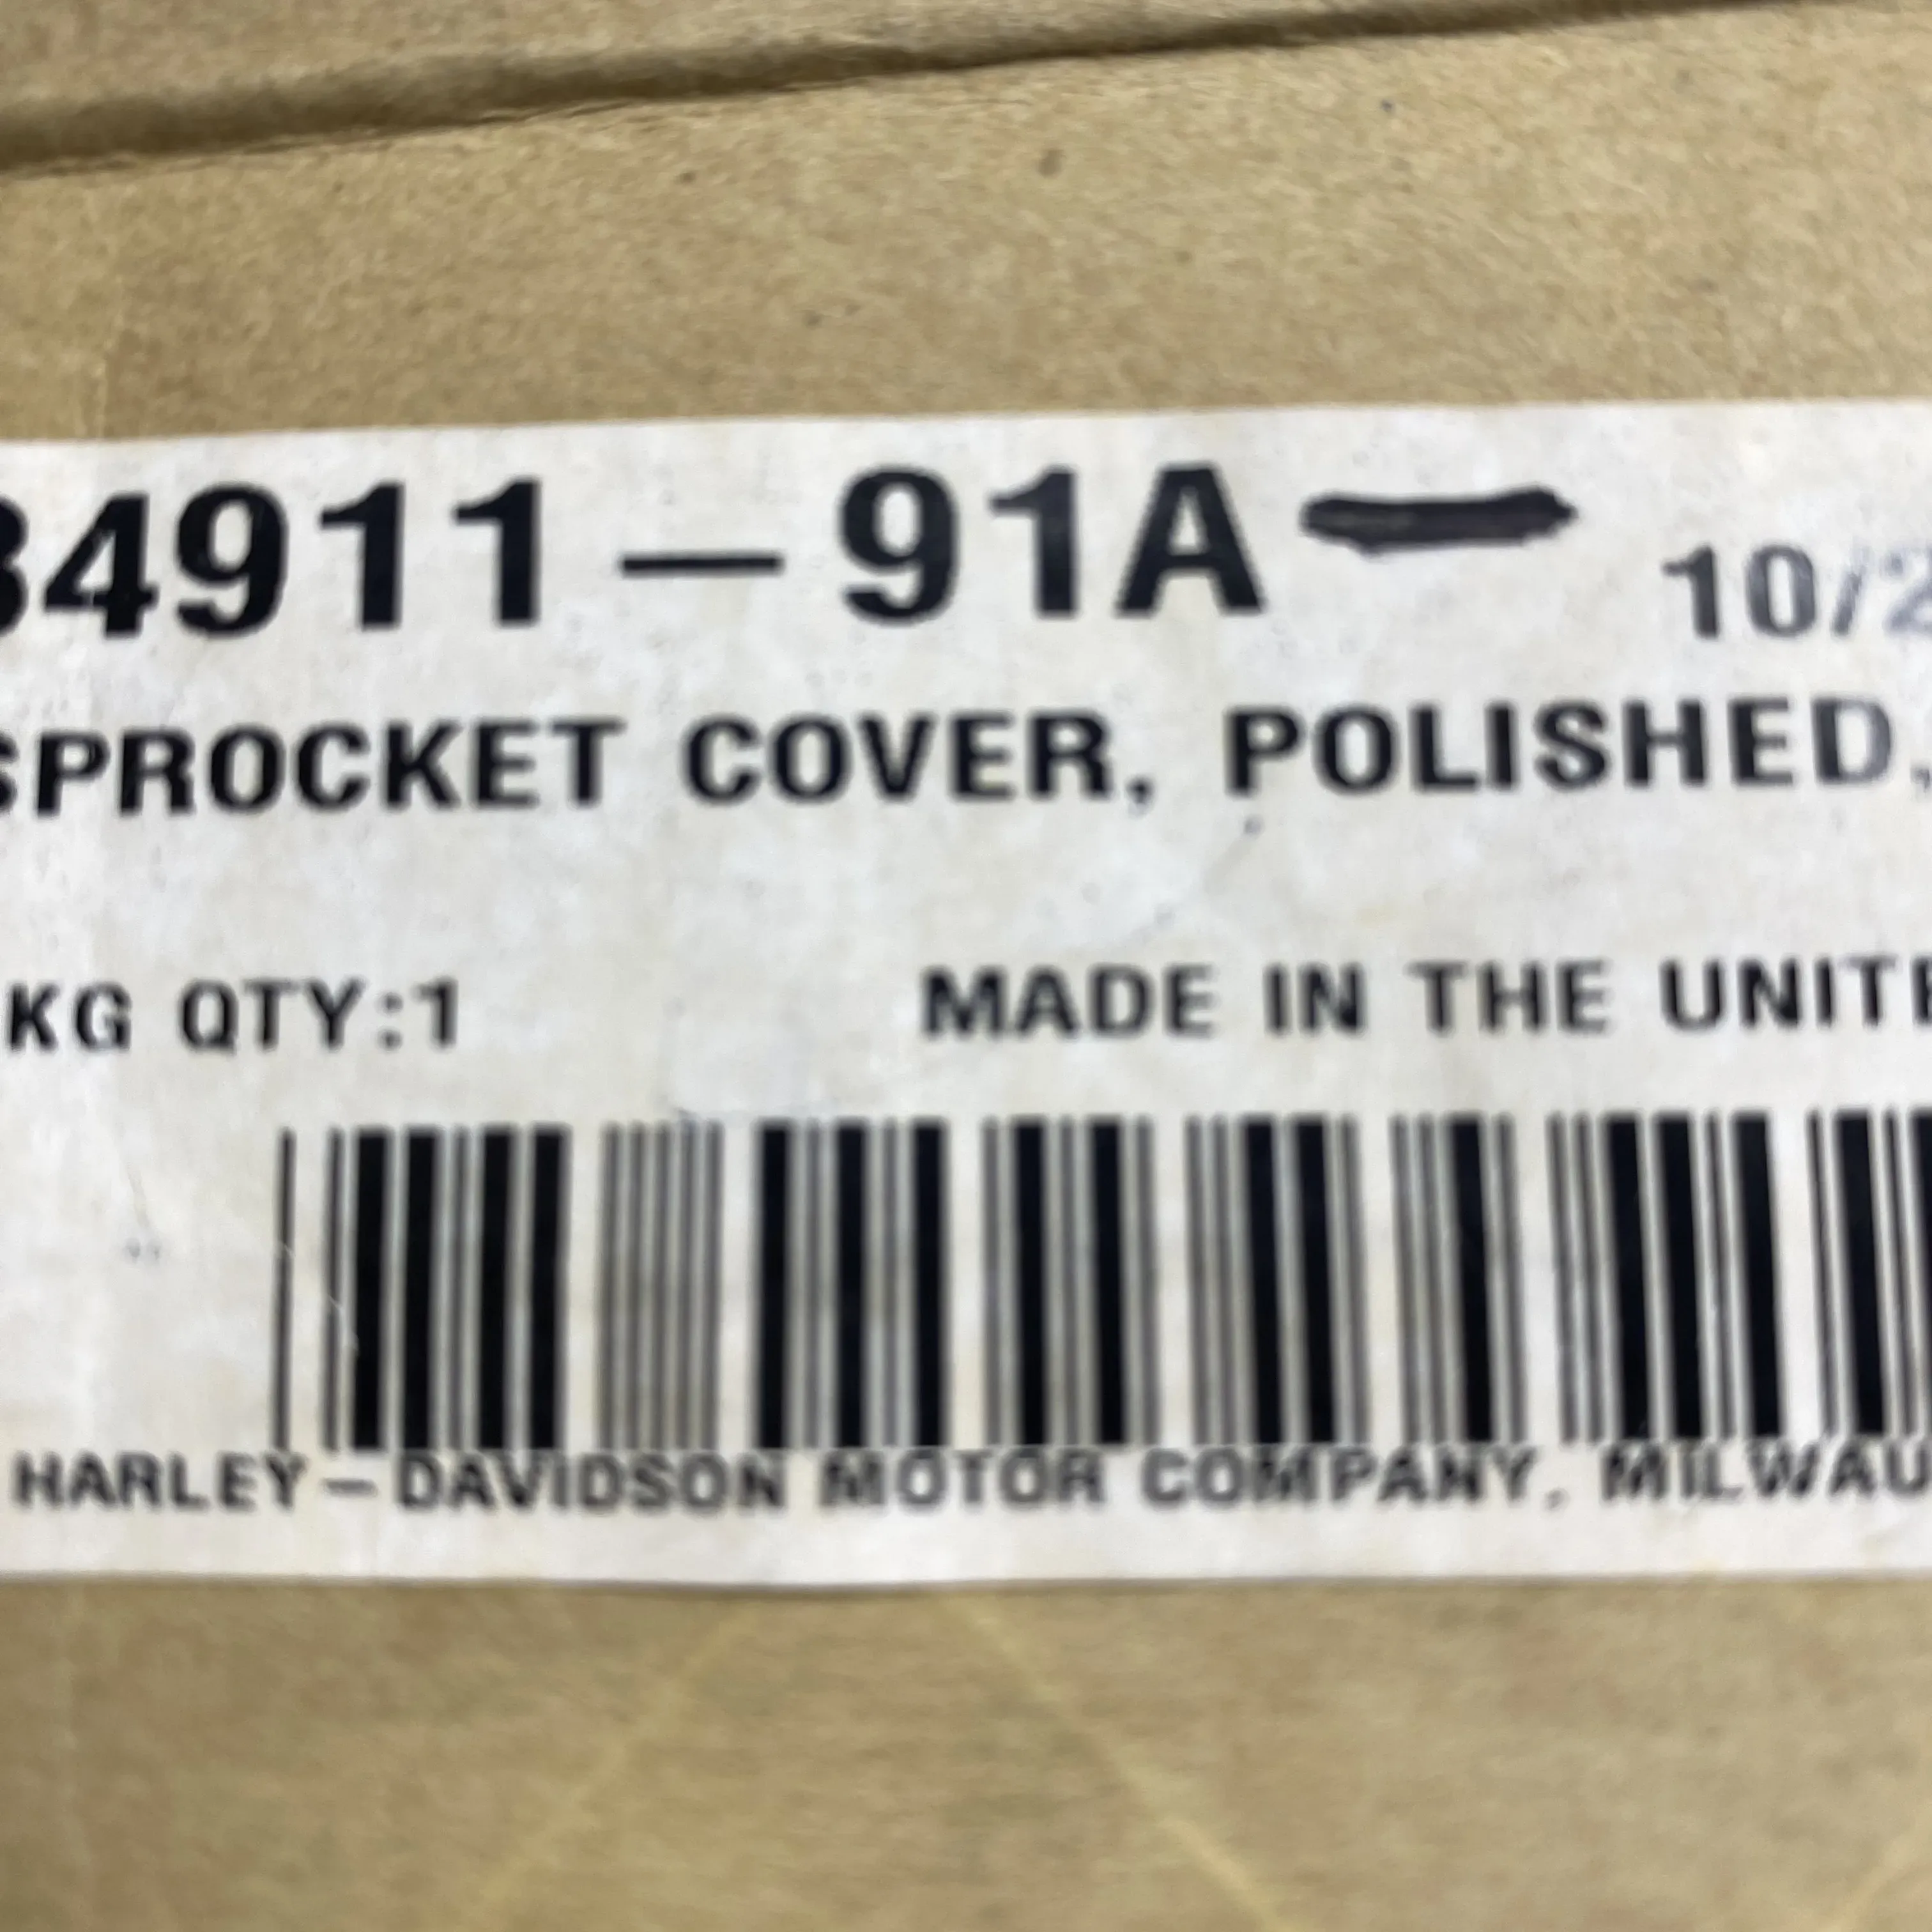 34911-91A
10/2
SPROCKET COVER, POLISHED,
KG QTY:1
MADE IN THE UNITE
HARLEY-DAVIDSON MOTOR COMPANY, MILWAU